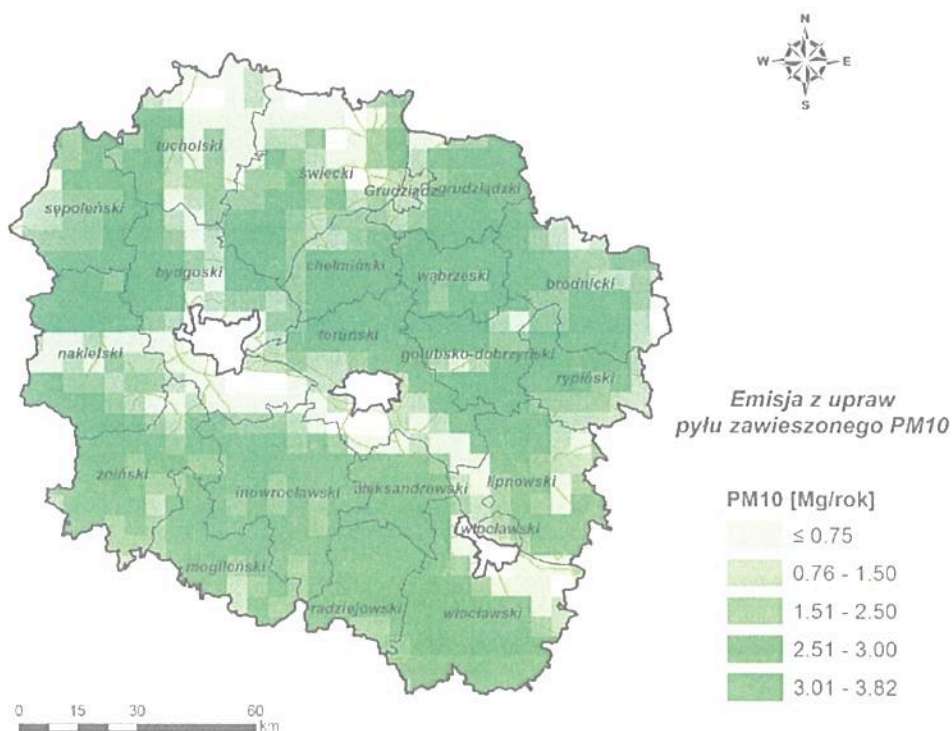 N
W E
S
tucholski
świecki
Grudziądz grudziądzki
sępoleński
bydgoski
chełmiński
wąbrzeski
brodnicki
toruński
nakielski
golubsko-dobrzyński
rypiński
Emisja z upraw
pyłu zawieszonego PM10
żniński
inowrocławski
aleksandrowski
lipnowski
włocławski
mogileński
radziejowski
włocławski
PM10 [Mg/rok]
≤ 0.75
0.76 - 1.50
1.51 - 2.50
2.51 - 3.00
3.01 - 3.82
0 15 30 60
km